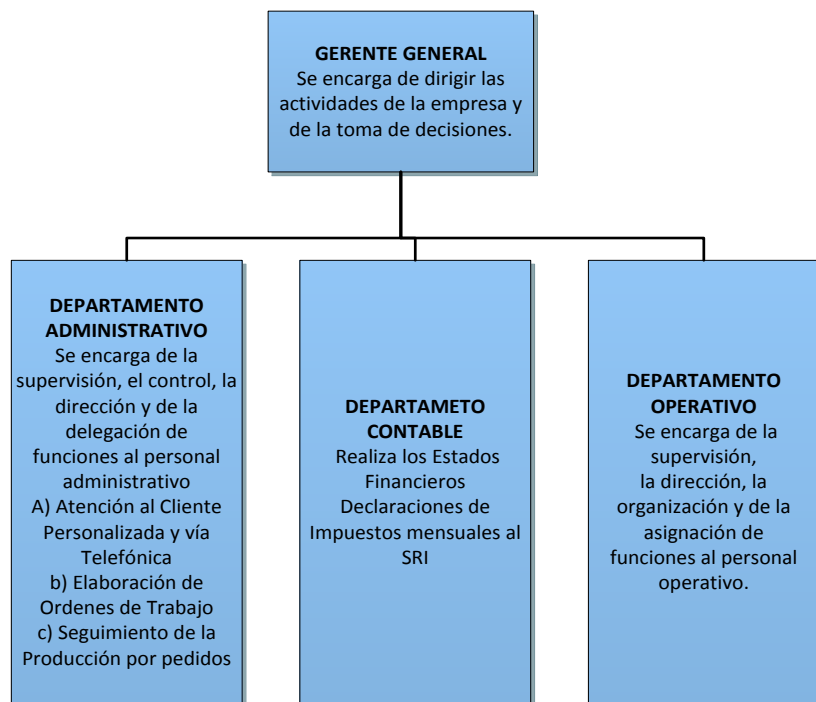 GERENTE GENERAL
Se encarga de dirigir las
actividades de la empresa y
de la toma de decisiones.
DEPARTAMENTO
ADMINISTRATIVO
Se encarga de la
supervisión, el control, la
dirección y de la
delegación de
funciones al personal
administrativo
A) Atención al Cliente
Personalizada y vía
Telefónica
b) Elaboración de
Ordenes de Trabajo
c) Seguimiento de la
Producción por pedidos
DEPARTAMETO
CONTABLE
Realiza los Estados
Financieros
Declaraciones de
Impuestos mensuales al
SRI
DEPARTAMENTO
OPERATIVO
Se encarga de la
supervisión,
la dirección, la
organización y de la
asignación de
funciones al personal
operativo.